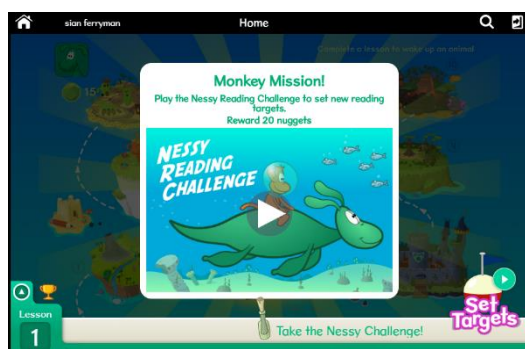 sian ferryman
Home
Complete a lesson to wake up an animal
Monkey Mission!
Play the Nessy Reading Challenge to set new reading
targets.
Reward 20 nuggets
NESSY
READING
CHALLENGE
Set
Targets
Lesson
1
Take the Nessy Challenge!